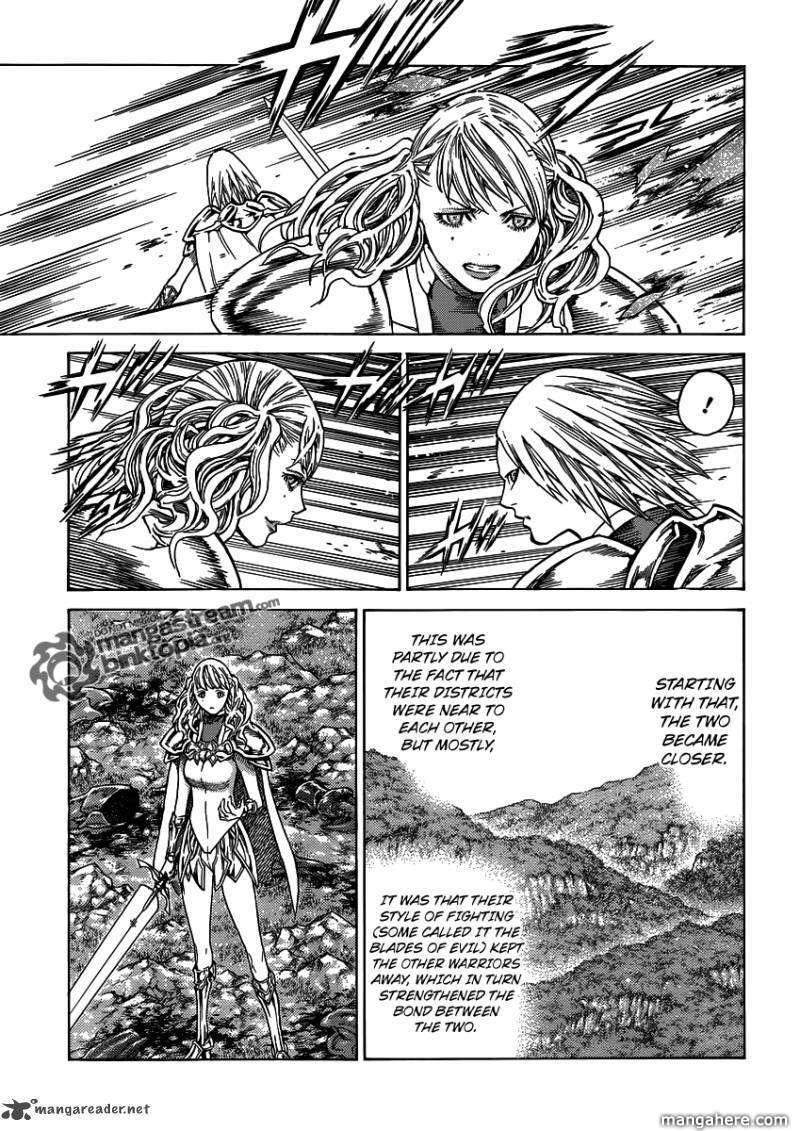 !
STARTING
WITH THAT,
THE TWO
BECAME
CLOSER.
THIS WAS
PARTLY DUE TO
THE FACT THAT
THEIR DISTRICTS
WERE NEAR TO
EACH OTHER,
BUT MOSTLY,
IT WAS THAT THEIR
STYLE OF FIGHTING
(SOME CALLED IT THE
BLADES OF EVIL) KEPT
THE OTHER WARRIORS
AWAY, WHICH IN TURN
STRENGTHENED THE
BOND BETWEEN
THE TWO.
mangastream.com
binktopia.net
mangareader.net
mangahere.com